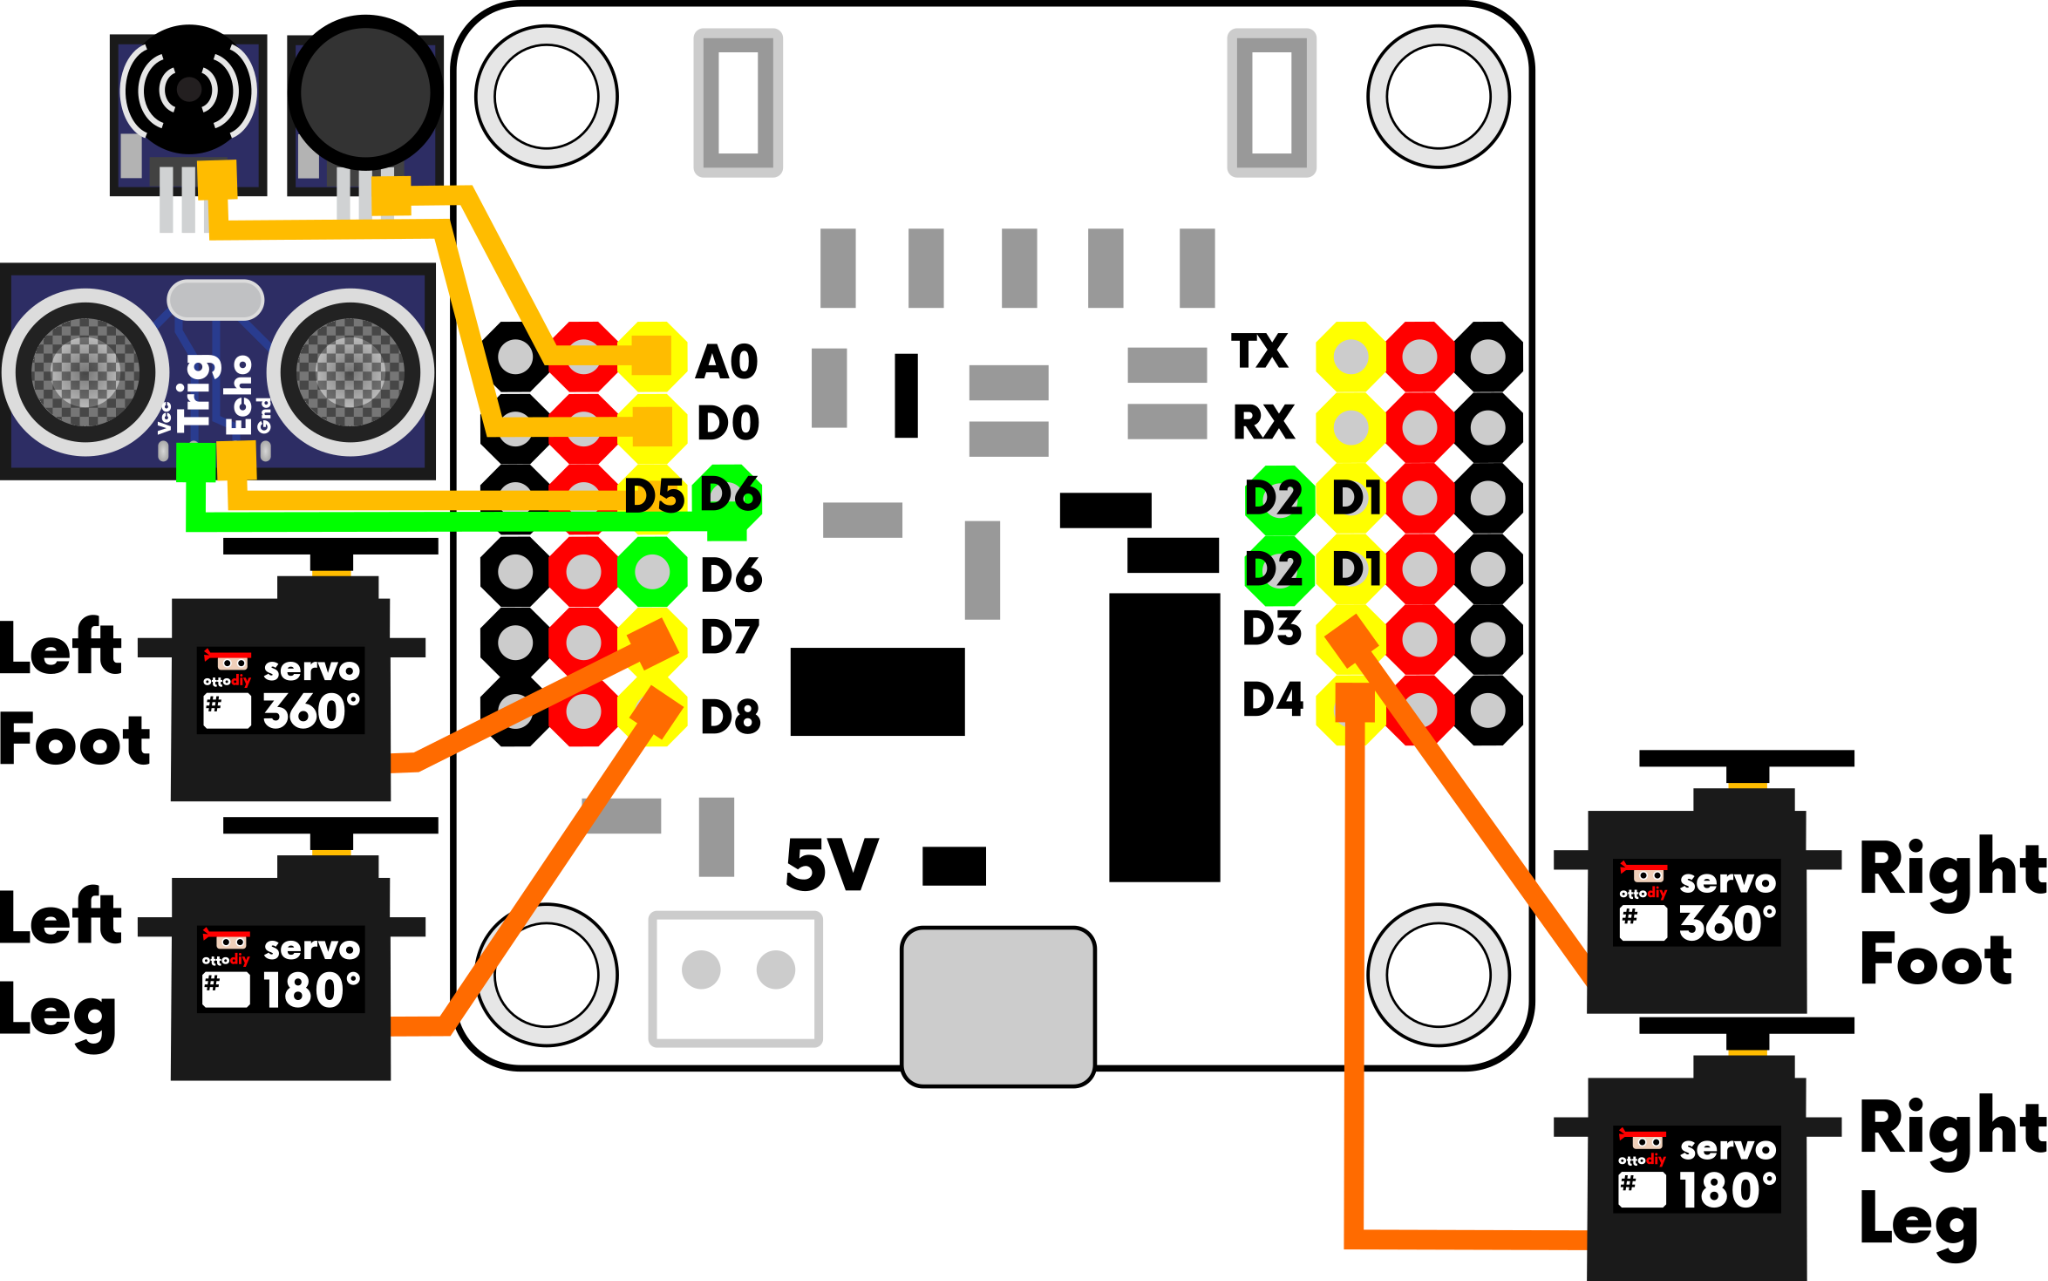 Vcc
Trig
Echo
Gnd
A0
D0
D5 D6
D6
D7
D8
TX
RX
D2 D1
D2 D1
D3
D4
5V
Left
Foot
ottodiy
servo
#
360°
Left
Leg
ottodiy
servo
#
180°
Right
Foot
ottodiy
servo
#
360°
Right
Leg
ottodiy
servo
#
180°